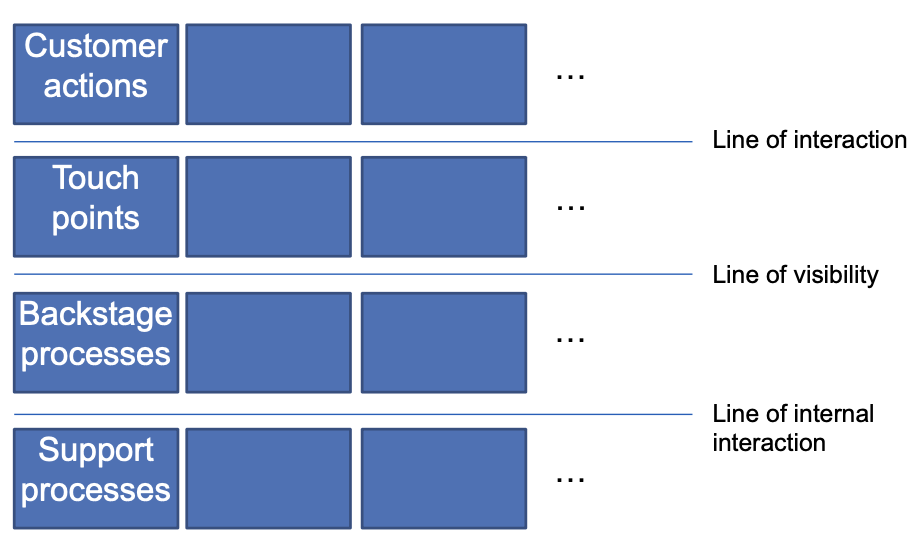 Customer
actions
...
Line of interaction
Touch
points
...
Line of visibility
Backstage
processes
...
Line of internal
interaction
Support
processes
...